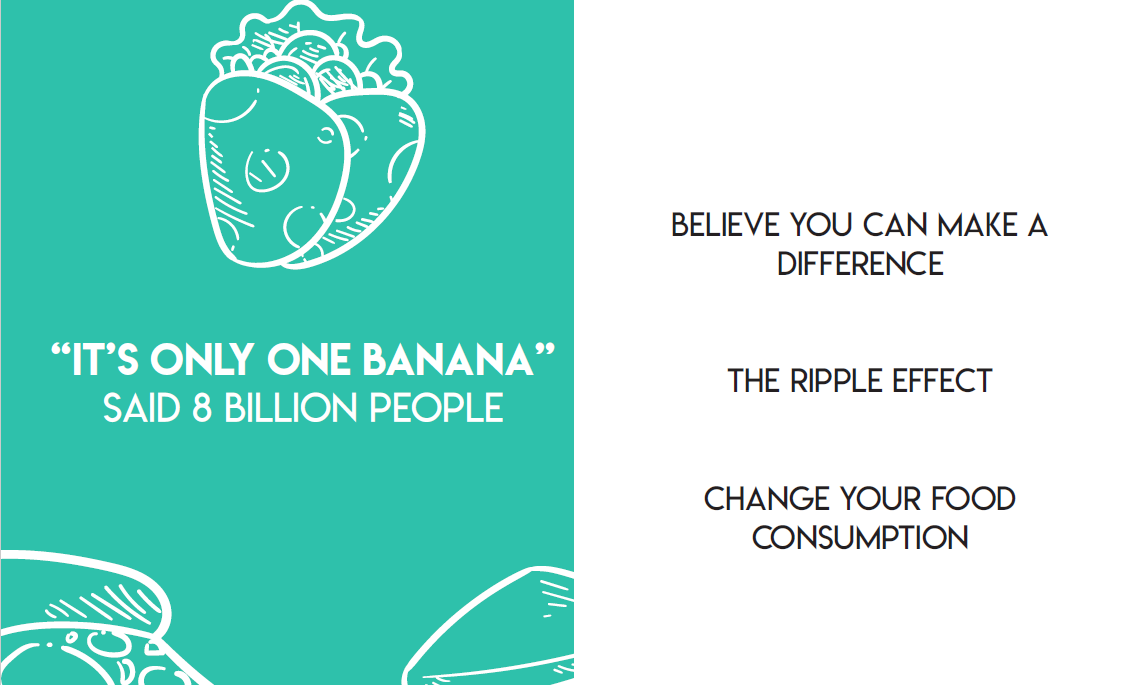 “IT’S ONLY ONE BANANA”
SAID 8 BILLION PEOPLE
BELIEVE YOU CAN MAKE A
DIFFERENCE
THE RIPPLE EFFECT
CHANGE YOUR FOOD
CONSUMPTION